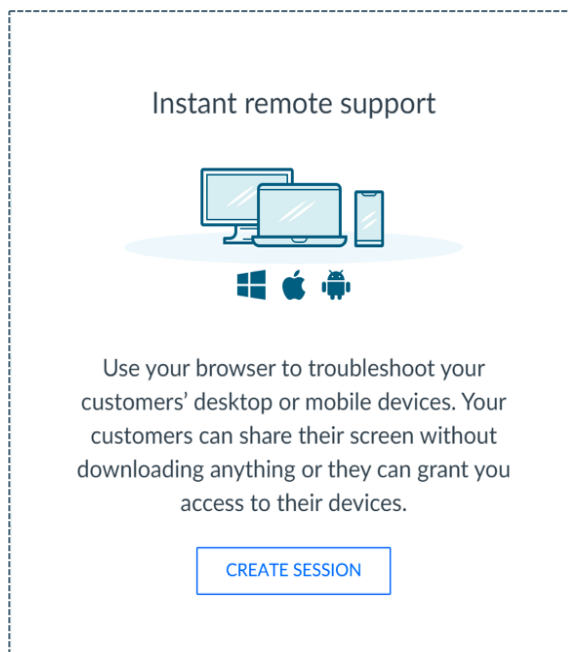 Instant remote support
Use your browser to troubleshoot your
customers’ desktop or mobile devices. Your
customers can share their screen without
downloading anything or they can grant you
access to their devices.
CREATE SESSION